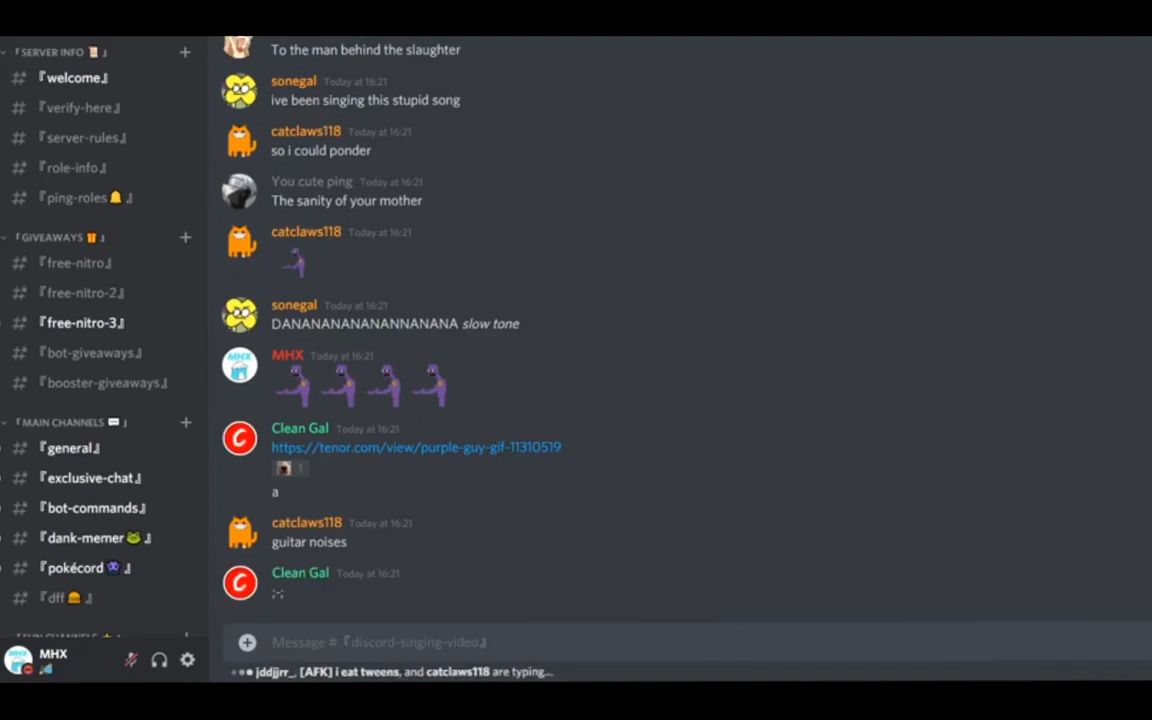 『SERVER INFO 📜 』
『welcome』
『verify-here』
『server-rules』
『role-info』
『ping-roles🔔 』
『GIVEAWAYS 🎁 』
『free-nitro』
『free-nitro-2』
『free-nitro-3』
『bot-giveaways』
『booster-giveaways』
『MAIN CHANNELS 💬 』
『general』
『exclusive-chat』
『bot-commands』
『dank-memer🐸 』
『pokécord👾 』
『dff🍔 』
『FUN CHANNELS ⭐ 』
MHX
To the man behind the slaughter
sonegal Today at 16:21
ive been singing this stupid song
catclaws118 Today at 16:21
so i could ponder
You cute ping Today at 16:21
The sanity of your mother
catclaws118 Today at 16:21
sonegal Today at 16:21
DANANANANANANNANANA slow tone
MHX
MHX Today at 16:21
C
Clean Gal Today at 16:21
https://tenor.com/view/purple-guy-gif-11310519
1
a
catclaws118 Today at 16:21
guitar noises
C
Clean Gal Today at 16:21
;-;
Message #『discord-singing-video』
jddjjrr_, [AFK] i eat tweens, and catclaws118 are typing...